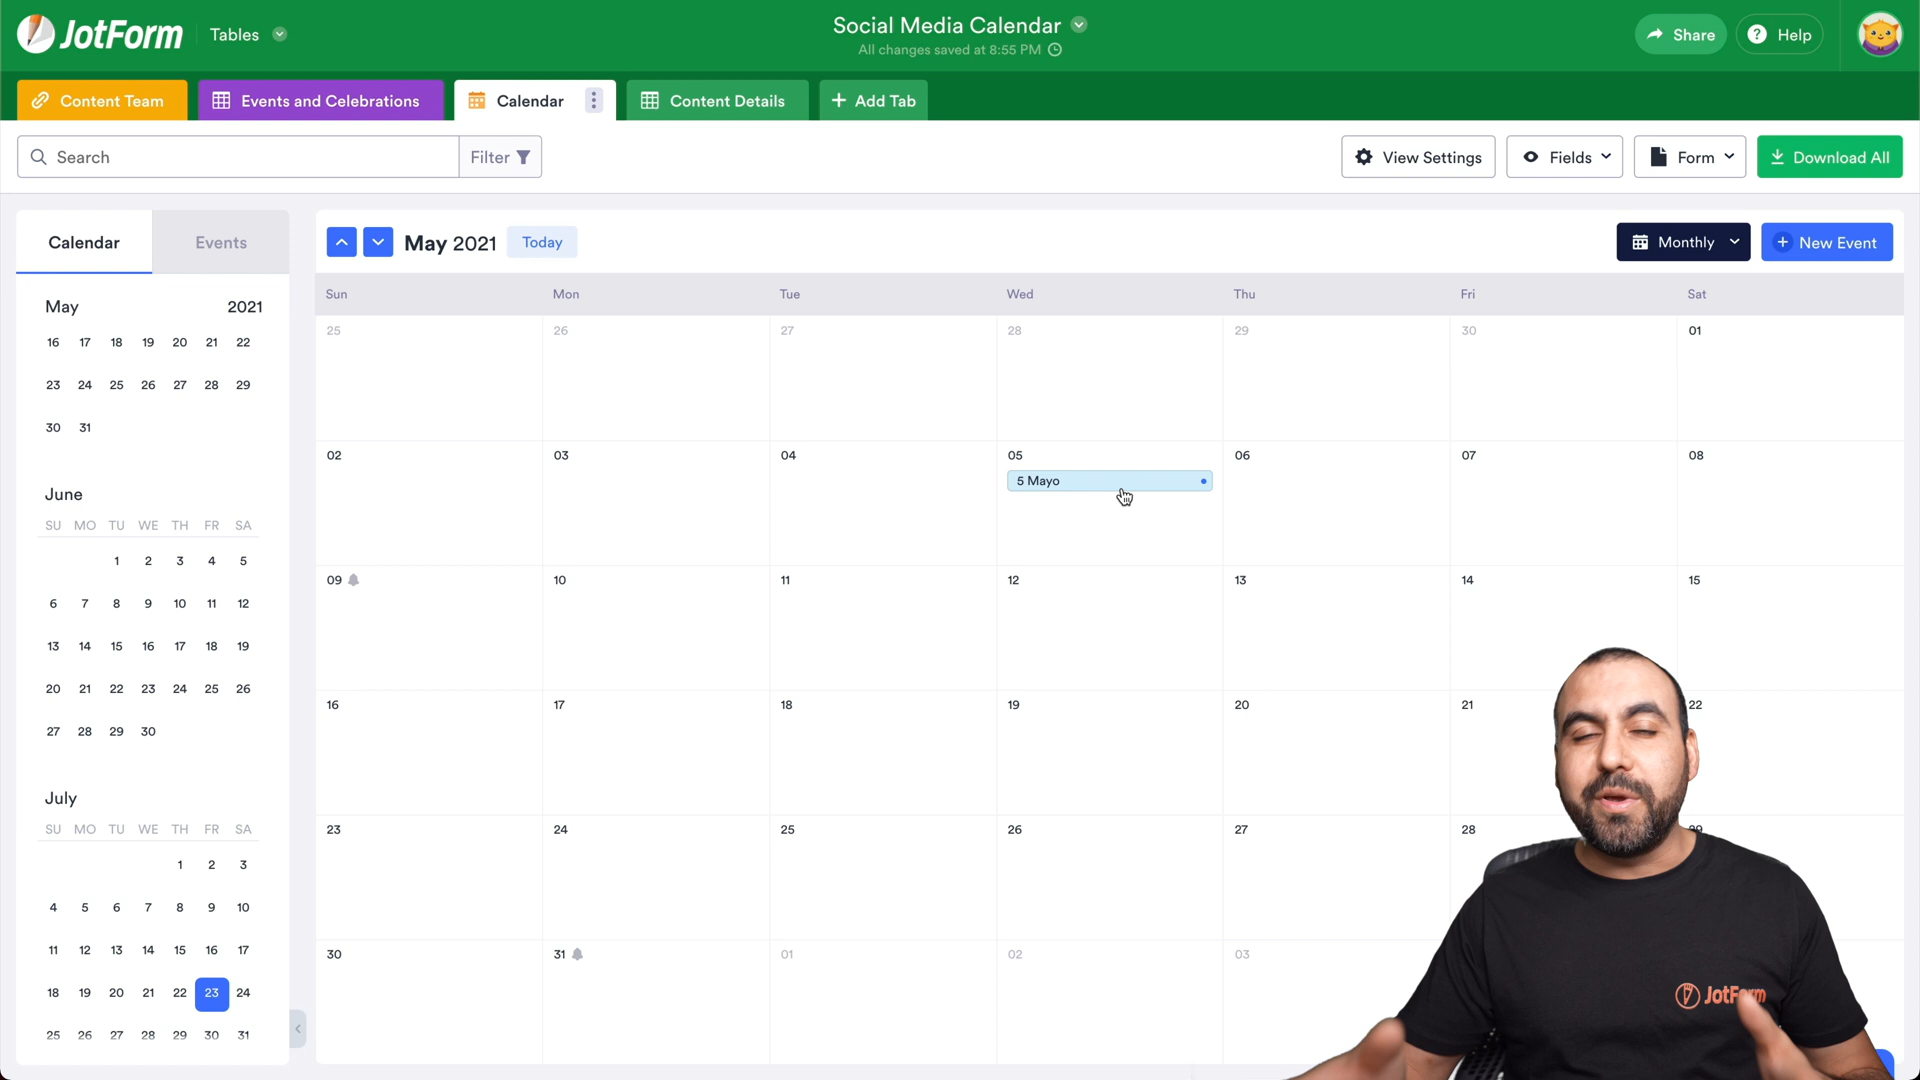 JotForm
Tables
Social Media Calendar
All changes saved at 8:55 PM
Share
? Help
Content Team
Events and Celebrations
Calendar
Content Details
+ Add Tab
Search
Filter
View Settings
Fields
Form
Download All
Calendar
Events
May 2021
16 17 18 19 20 21 22
23 24 25 26 27 28 29
30 31
June
SU MO TU WE TH FR SA
1 2 3 4 5
6 7 8 9 10 11 12
13 14 15 16 17 18 19
20 21 22 23 24 25 26
27 28 29 30
July
SU MO TU WE TH FR SA
1 2 3
4 5 6 7 8 9 10
11 12 13 14 15 16 17
18 19 20 21 22 23 24
25 26 27 28 29 30 31
May 2021
Today
Monthly
+ New Event
Sun Mon Tue Wed Thu Fri Sat
25 26 27 28 29 30 01
02 03 04 05 06 07 08
5 Mayo
09 10 11 12 13 14 15
16 17 18 19 20 21 22
23 24 25 26 27 28 29
30 31 01 02 03
JotForm